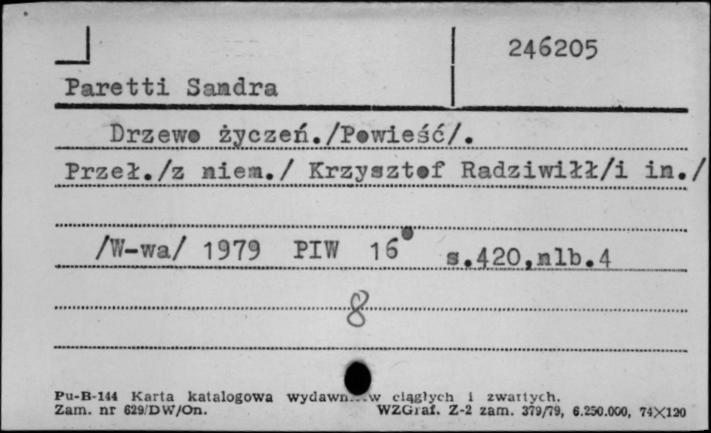 246205
Paretti Sandra
Drzewo życzeń./Powieść/.
Przeł./z niem./ Krzysztof Radziwiłł/i in./
/W-wa/ 1979 PIW 16° s.420,nlb.4
8
Pu-B-144 Karta katalogowa ciągłych i zwartych.
Zam. nr 629/DW/On. WZGraf. Z-2 zam. 379/79, 6.250.000, 74×120